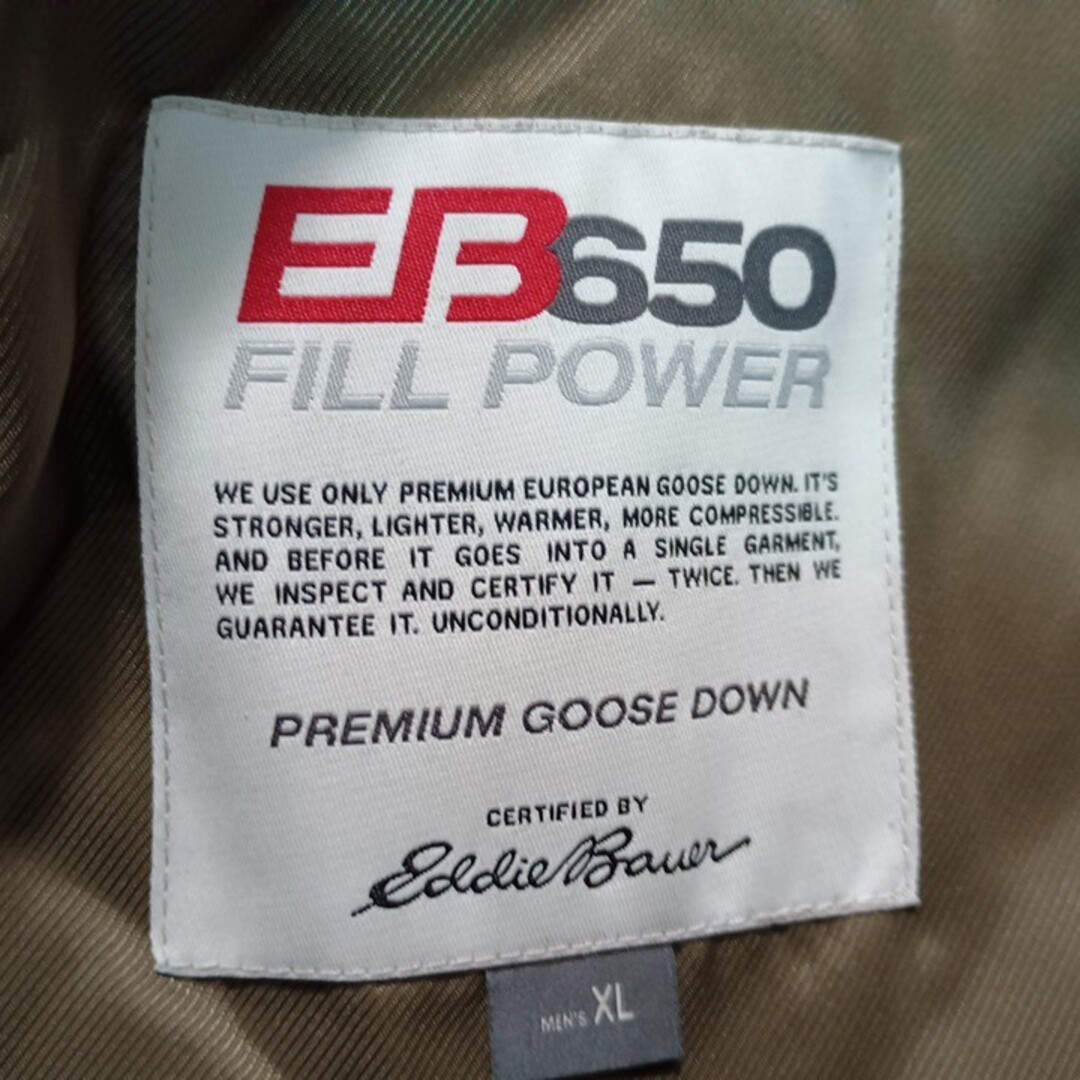 EB650
FILL POWER
WE USE ONLY PREMIUM EUROPEAN GOOSE DOWN. IT'S
STRONGER, LIGHTER, WARMER, MORE COMPRESSIBLE.
AND BEFORE IT GOES INTO A SINGLE GARMENT,
WE INSPECT AND CERTIFY IT — TWICE. THEN WE
GUARANTEE IT. UNCONDITIONALLY.
PREMIUM GOOSE DOWN
CERTIFIED BY
Eddie Bauer
MEN'S XL